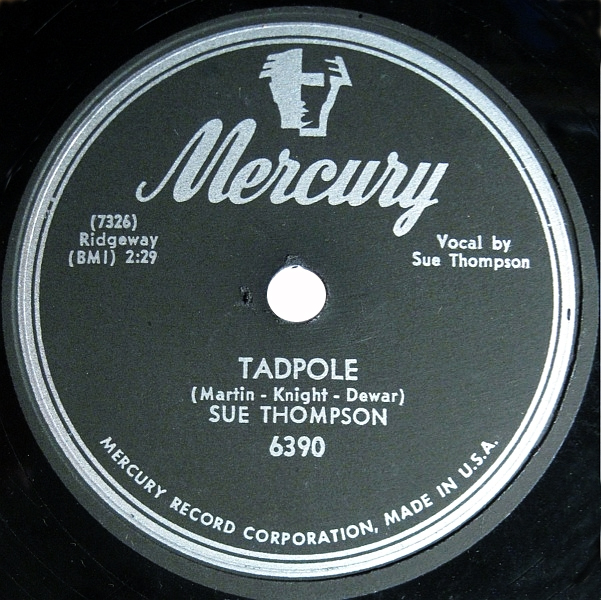 Mercury
(7326)
Ridgeway
(BMI) 2:29
Vocal by
Sue Thompson
TADPOLE
(Martin - Knight - Dewar)
SUE THOMPSON
6390
MERCURY RECORD CORPORATION, MADE IN U.S.A.